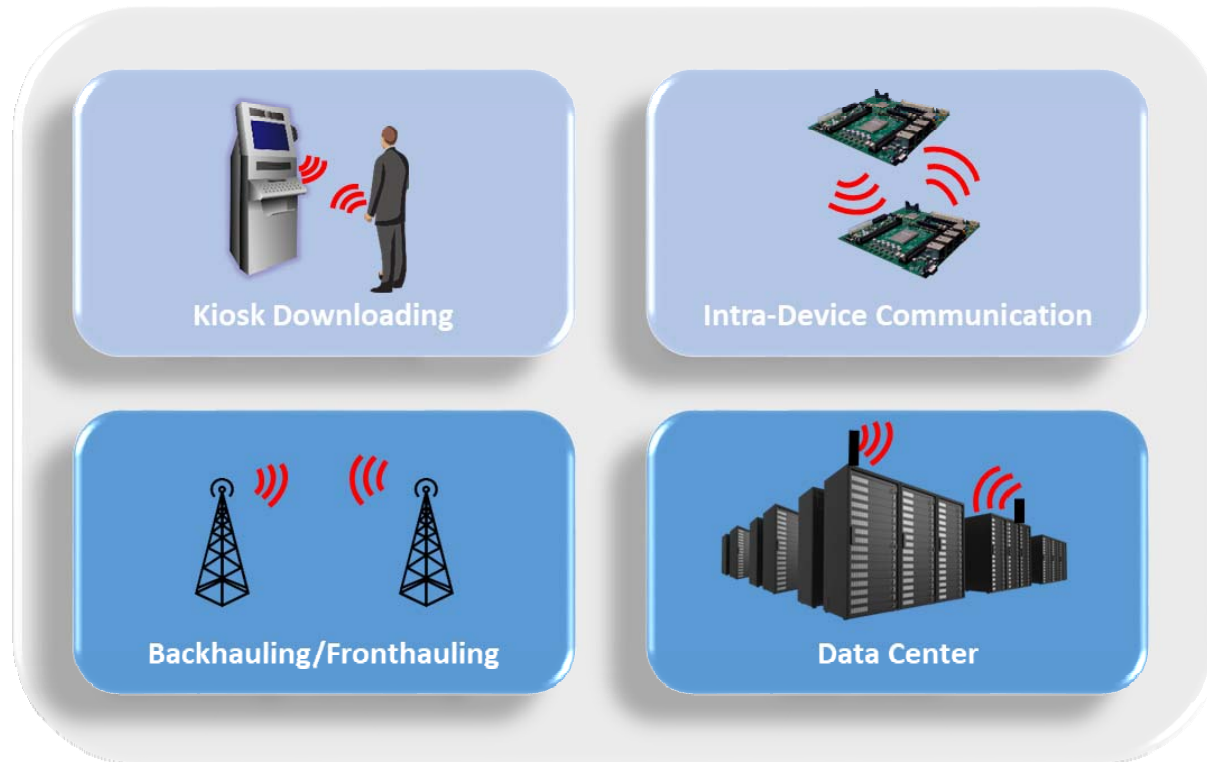 Kiosk Downloading
Intra-Device Communication
Backhauling/Fronthauling
Data Center